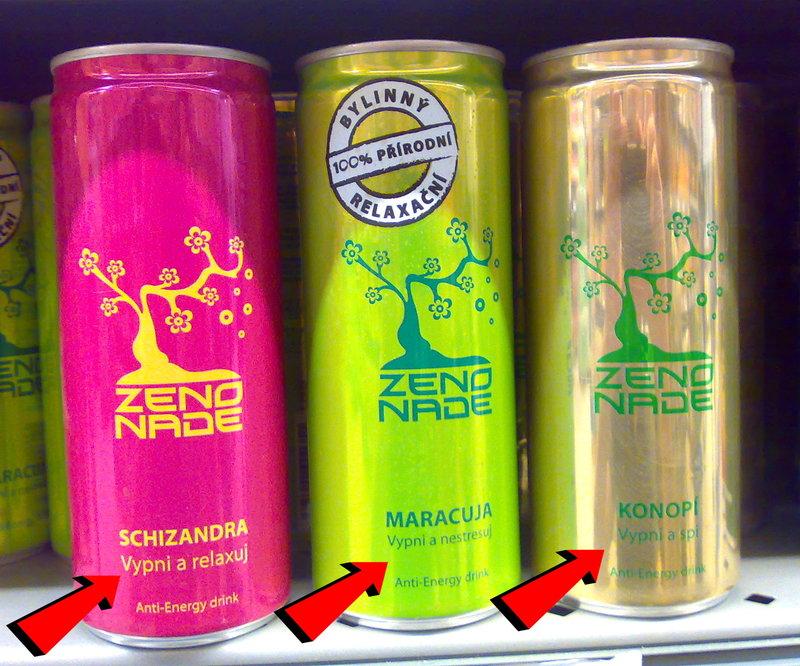 ZENO
NADE
SCHIZANDRA
Vypni a relaxuj
Anti-Energy drink
BYLINNÝ
100% PŘÍRODNÍ
RELAXAČNÍ
ZENO
NADE
MARACUJA
Vypni a nestresuj
Anti-Energy drink
ZENO
NADE
KONOPÍ
Vypni a spi
Anti-Energy drink
NADE